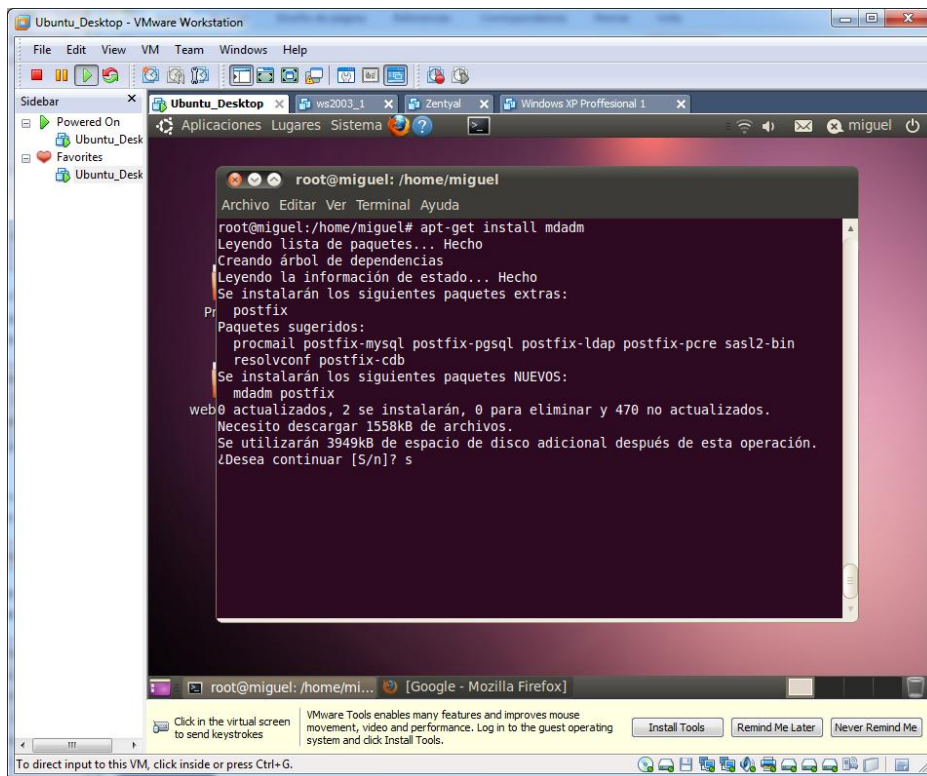 Ubuntu_Desktop - VMware Workstation
File Edit View VM Team Windows Help
Sidebar
Powered On
Ubuntu_Desk
Favorites
Ubuntu_Desk
Ubuntu_Desktop ws2003_1 Zentyal Windows XP Proffesional 1
Aplicaciones Lugares Sistema miguel
root@miguel: /home/miguel
Archivo Editar Ver Terminal Ayuda
root@miguel:/home/miguel# apt-get install mdadm
Leyendo lista de paquetes... Hecho
Creando árbol de dependencias
Leyendo la información de estado... Hecho
Se instalarán los siguientes paquetes extras:
postfix
Pr
Paquetes sugeridos:
procmail postfix-mysql postfix-pgsql postfix-ldap postfix-pcre sasl2-bin
resolvconf postfix-cdb
Se instalarán los siguientes paquetes NUEVOS:
mdadm postfix
web
0 actualizados, 2 se instalarán, 0 para eliminar y 470 no actualizados.
Necesito descargar 1558kB de archivos.
Se utilizarán 3949kB de espacio de disco adicional después de esta operación.
¿Desea continuar [S/n]? s
root@miguel: /home/mi... [Google - Mozilla Firefox]
Click in the virtual screen
to send keystrokes
VMware Tools enables many features and improves mouse
movement, video and performance. Log in to the guest operating
system and click Install Tools.
Install Tools Remind Me Later Never Remind Me
To direct input to this VM, click inside or press Ctrl+G.